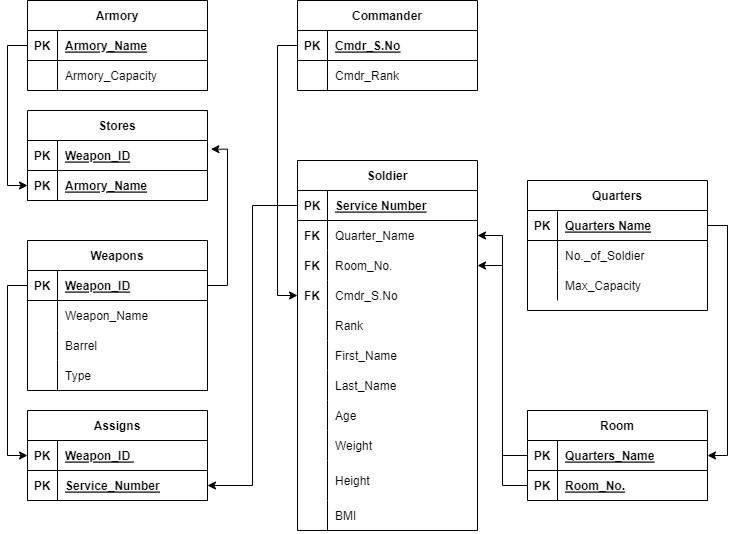 Armory
PK Armory_Name
Armory_Capacity
Stores
PK Weapon_ID
PK Armory_Name
Weapons
PK Weapon_ID
Weapon_Name
Barrel
Type
Assigns
PK Weapon_ID
PK Service_Number
Commander
PK Cmdr_S.No
Cmdr_Rank
Soldier
PK Service Number
FK Quarter_Name
FK Room_No.
FK Cmdr_S.No
Rank
First_Name
Last_Name
Age
Weight
Height
BMI
Quarters
PK Quarters Name
No._of_Soldier
Max_Capacity
Room
PK Quarters_Name
PK Room_No.